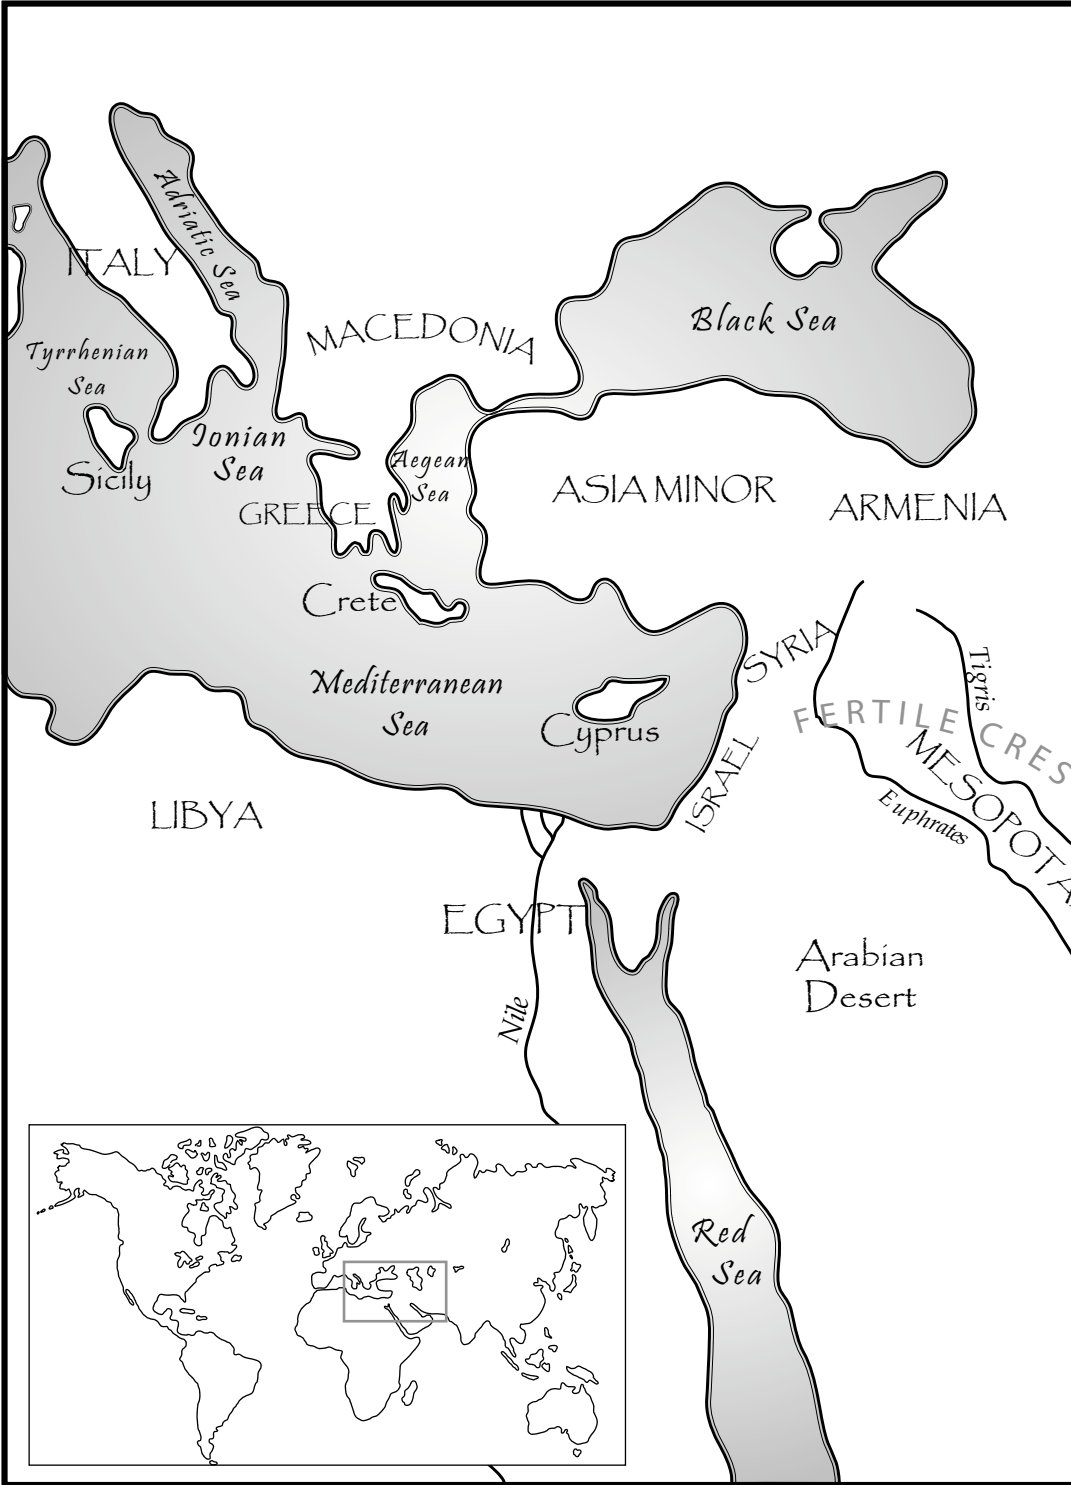 Adriatic Sea
ITALY
Black Sea
MACEDONIA
Tyrrhenian
Sea
Ionian
Sea
Aegean
Sea
Sicily
ASIA MINOR
ARMENIA
GREECE
Crete
SYRIA
Tigris
Mediterranean
Sea
Cyprus
FERTILE CRES
MESOPOTA
ISRAEL
Euphrates
LIBYA
EGYPT
Arabian
Desert
Nile
Red
Sea